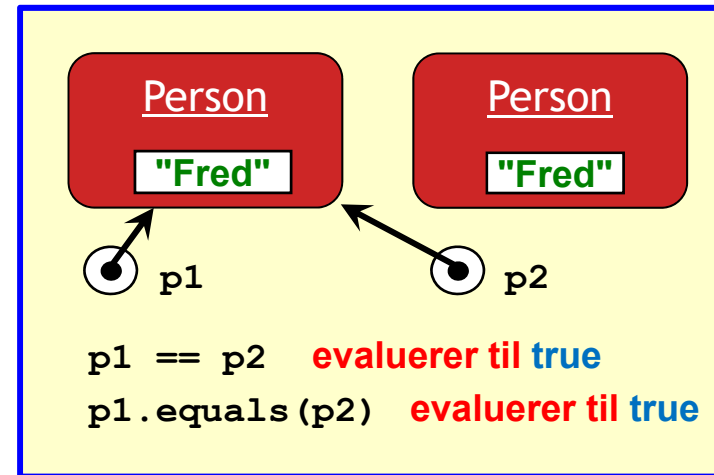 Person Person
"Fred" "Fred"
p1 p2
p1 == p2 evaluerer til true
p1.equals(p2) evaluerer til true